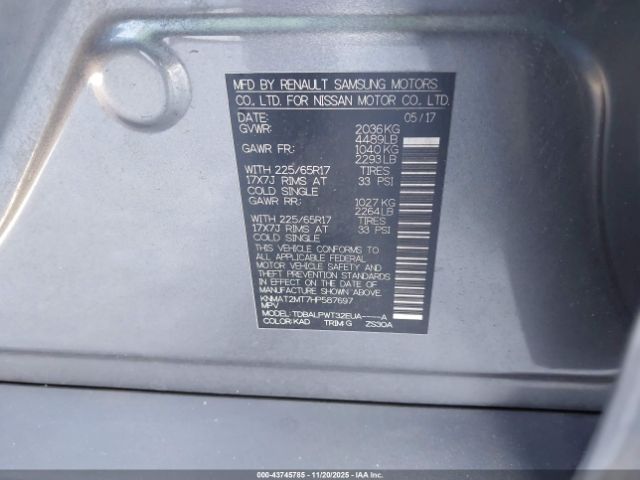 MFD BY RENAULT SAMSUNG MOTORS
CO. LTD. FOR NISSAN MOTOR CO. LTD.
DATE: 05/17
GVWR: 2036KG
4489LB
GAWR FR: 1040KG
2293LB
WITH 225/65R17 TIRES
17X7J RIMS AT 33 PSI
COLD SINGLE
GAWR RR: 1027KG
2264LB
WITH 225/65R17 TIRES
17X7J RIMS AT 33 PSI
COLD SINGLE
THIS VEHICLE CONFORMS TO
ALL APPLICABLE FEDERAL
MOTOR VEHICLE SAFETY AND
THEFT PREVENTION STANDARDS
IN EFFECT ON THE DATE OF
MANUFACTURE SHOWN ABOVE.
KNMAT2MT7HP587697
MPV
MODEL:TDBALPWT32EUA----A
COLOR:KAD TRIM:G ZS30A
000-43745785 - 11/20/2025 - IAAI.COM